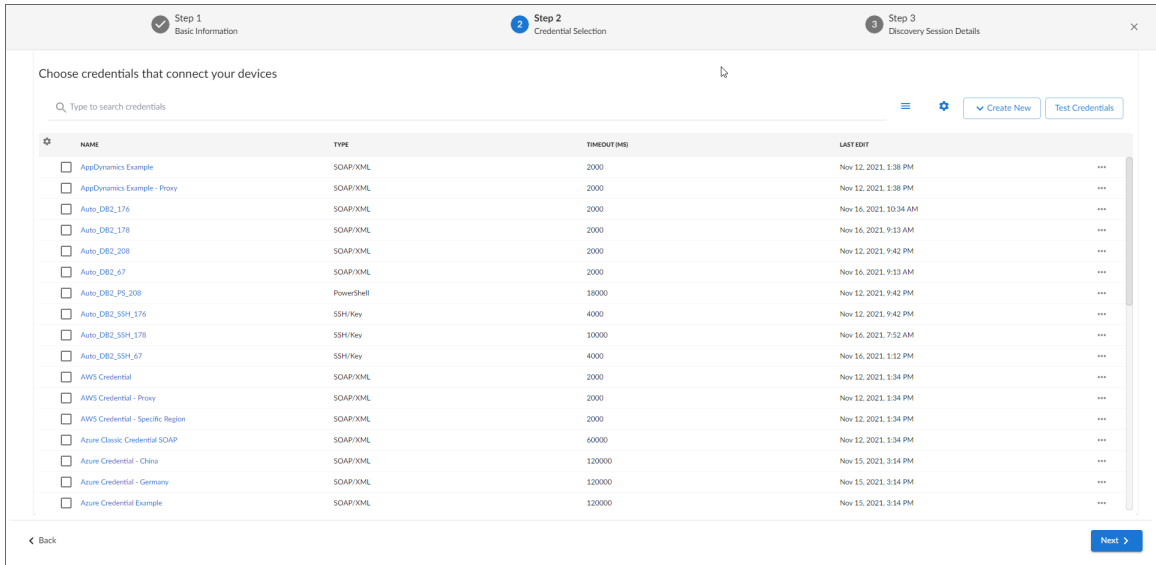 Step 1
Basic Information
2
Step 2
Credential Selection
3
Step 3
Discovery Session Details
Choose credentials that connect your devices
Type to search credentials
Create New
Test Credentials
NAME TYPE TIMEOUT (MS) LAST EDIT
AppDynamics Example SOAP/XML 2000 Nov 12, 2021, 1:38 PM
AppDynamics Example - Proxy SOAP/XML 2000 Nov 12, 2021, 1:38 PM
Auto_DB2_176 SOAP/XML 2000 Nov 16, 2021, 10:34 AM
Auto_DB2_178 SOAP/XML 2000 Nov 16, 2021, 9:13 AM
Auto_DB2_208 SOAP/XML 2000 Nov 12, 2021, 9:42 PM
Auto_DB2_67 SOAP/XML 2000 Nov 16, 2021, 9:13 AM
Auto_DB2_PS_208 PowerShell 18000 Nov 12, 2021, 9:42 PM
Auto_DB2_SSH_176 SSH/Key 4000 Nov 12, 2021, 9:42 PM
Auto_DB2_SSH_178 SSH/Key 10000 Nov 16, 2021, 7:52 AM
Auto_DB2_SSH_67 SSH/Key 4000 Nov 16, 2021, 1:12 PM
AWS Credential SOAP/XML 2000 Nov 12, 2021, 1:34 PM
AWS Credential - Proxy SOAP/XML 2000 Nov 12, 2021, 1:34 PM
AWS Credential - Specific Region SOAP/XML 2000 Nov 12, 2021, 1:34 PM
Azure Classic Credential SOAP SOAP/XML 60000 Nov 12, 2021, 1:34 PM
Azure Credential - China SOAP/XML 120000 Nov 15, 2021, 3:14 PM
Azure Credential - Germany SOAP/XML 120000 Nov 15, 2021, 3:14 PM
Azure Credential Example SOAP/XML 120000 Nov 15, 2021, 3:14 PM
Back
Next